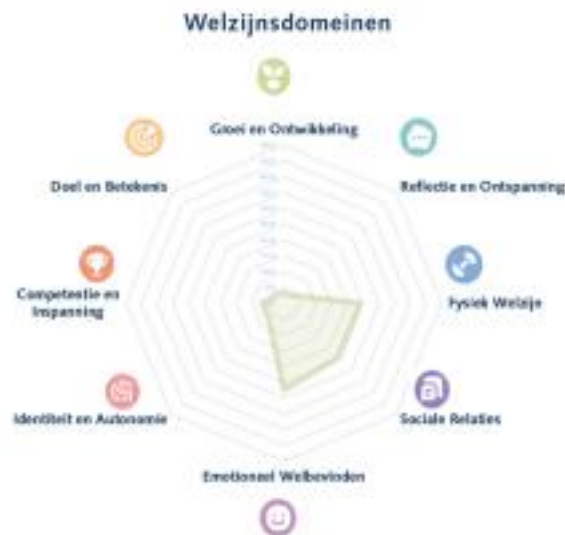 Welzijnsdomeinen
Groei en Ontwikkeling
Doel en Betekenis
Reflectie en Ontspanning
Competentie en
Inspanning
Fysiek Welzije
Identiteit en Autonomie
Sociale Relaties
Emotioneel Welbevinden